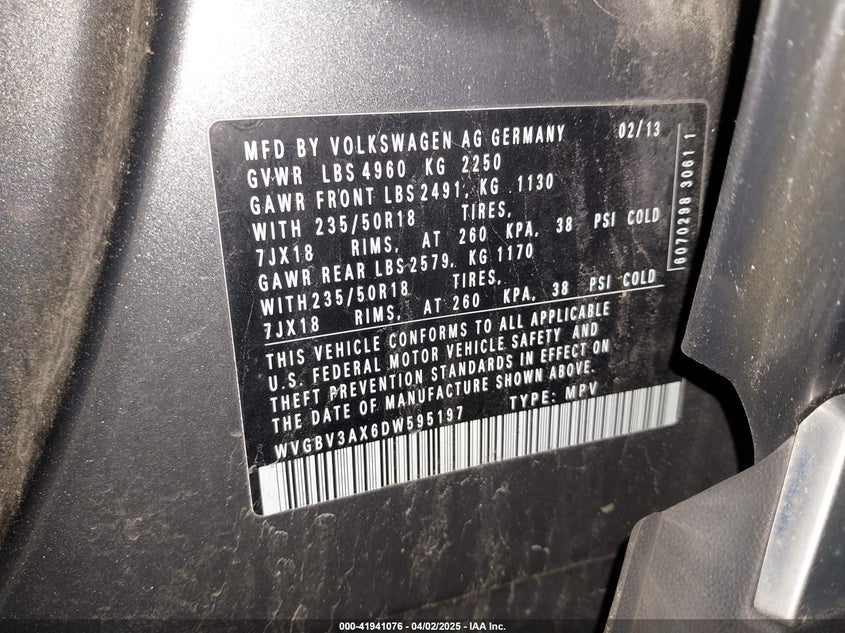 MFD BY VOLKSWAGEN AG GERMANY 02/13
GVWR LBS 4960 KG 2250
GAWR FRONT LBS 2491, KG 1130
WITH 235/50R18 TIRES,
7JX18 RIMS, AT 260 KPA, 38 PSI COLD
GAWR REAR LBS 2579, KG 1170
WITH 235/50R18 TIRES,
7JX18 RIMS, AT 260 KPA, 38 PSI COLD
THIS VEHICLE CONFORMS TO ALL APPLICABLE
U.S. FEDERAL MOTOR VEHICLE SAFETY AND
THEFT PREVENTION STANDARDS IN EFFECT ON
THE DATE OF MANUFACTURE SHOWN ABOVE.
WVGBV3AX6DW595197 TYPE: MPV
6070298 3061 1
000-41941076 - 04/02/2025 - IAA Inc.